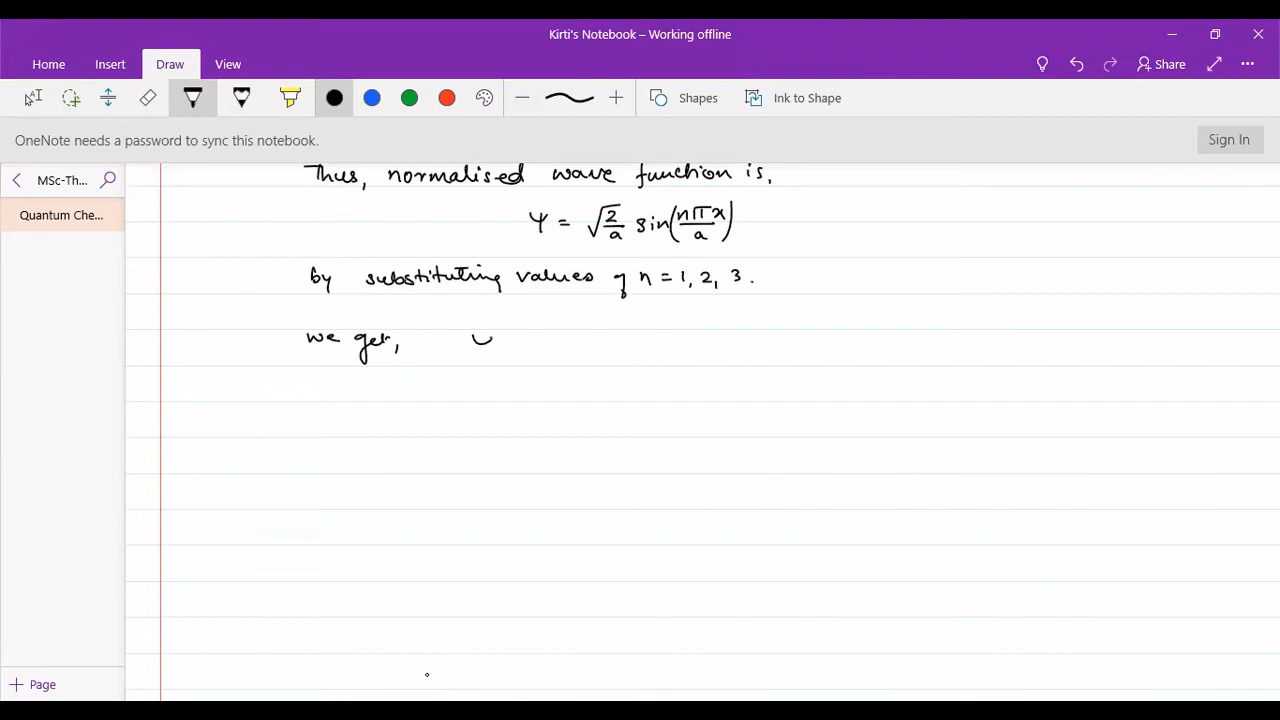 Kirti's Notebook – Working offline
Home Insert Draw View Share
Shapes Ink to Shape
OneNote needs a password to sync this notebook. Sign In
MSc-Th...
Quantum Che...
Thus, normalised wave function is,
Ψ = √2/a sin(nπx/a)
by substituting values of n = 1, 2, 3.
we get,
+ Page